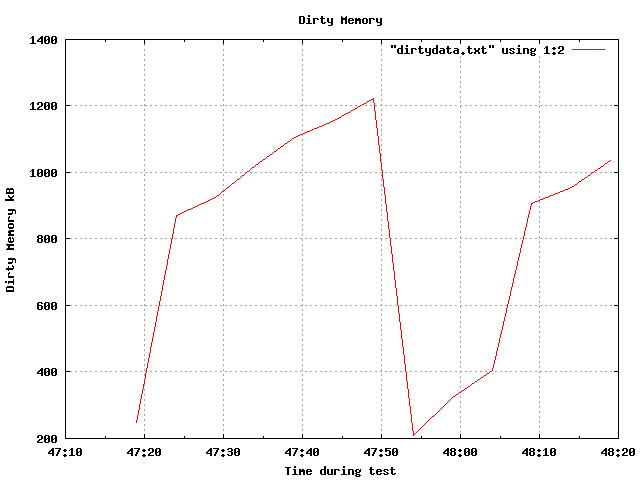 Dirty Memory
"dirtydata.txt" using 1:2
1400
1200
1000
800
600
400
200
Dirty Memory kB
47:10 47:20 47:30 47:40 47:50 48:00 48:10 48:20
Time during test